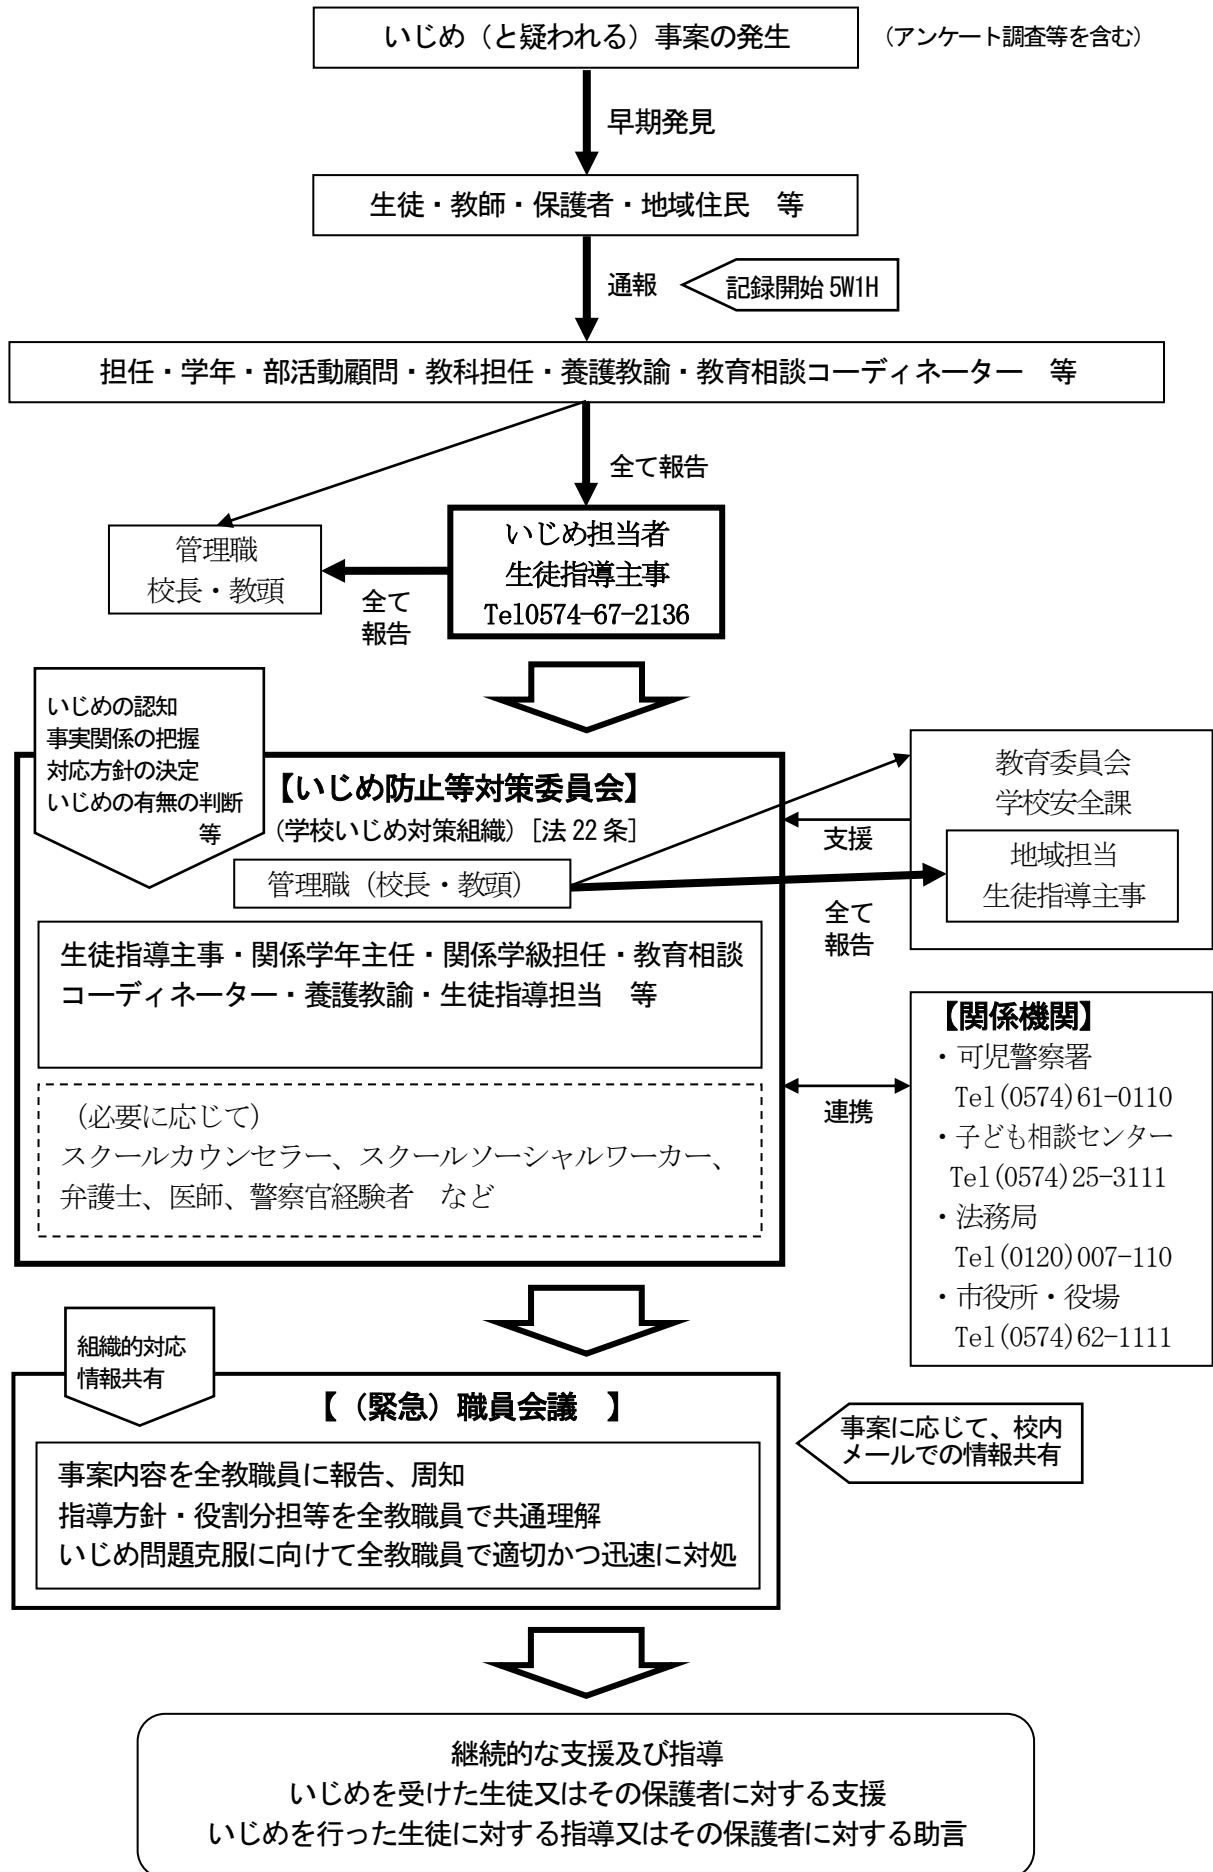 いじめ（と疑われる）事案の発生
（アンケート調査等を含む）
早期発見
生徒・教師・保護者・地域住民　等
通報
記録開始 5W1H
担任・学年・部活動顧問・教科担任・養護教諭・教育相談コーディネーター　等
全て報告
管理職
校長・教頭
全て
報告
いじめ担当者
生徒指導主事
Tel0574-67-2136
いじめの認知
事実関係の把握
対応方針の決定
いじめの有無の判断
等
【いじめ防止等対策委員会】
（学校いじめ対策組織）［法 22 条］
管理職（校長・教頭）
生徒指導主事・関係学年主任・関係学級担任・教育相談
コーディネーター・養護教諭・生徒指導担当　等
（必要に応じて）
スクールカウンセラー、スクールソーシャルワーカー、
弁護士、医師、警察官経験者　など
支援
全て
報告
教育委員会
学校安全課
地域担当
生徒指導主事
連携
【関係機関】
・可児警察署
Tel(0574)61-0110
・子ども相談センター
Tel(0574)25-3111
・法務局
Tel(0120)007-110
・市役所・役場
Tel(0574)62-1111
組織的対応
情報共有
【（緊急）職員会議　】
事案内容を全教職員に報告、周知
指導方針・役割分担等を全教職員で共通理解
いじめ問題克服に向けて全教職員で適切かつ迅速に対処
事案に応じて、校内
メールでの情報共有
継続的な支援及び指導
いじめを受けた生徒又はその保護者に対する支援
いじめを行った生徒に対する指導又はその保護者に対する助言